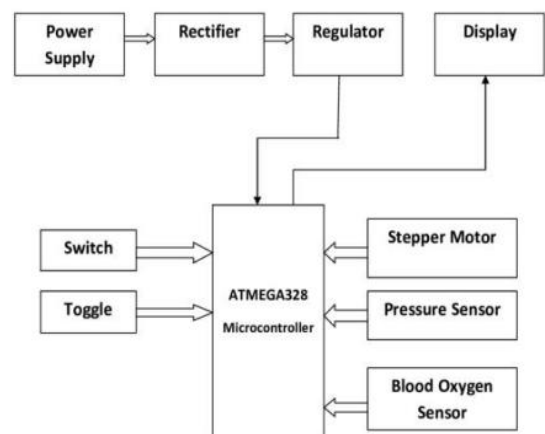 Power
Supply
Rectifier
Regulator
Display
Switch
Toggle
ATMEGA328
Microcontroller
Stepper Motor
Pressure Sensor
Blood Oxygen
Sensor